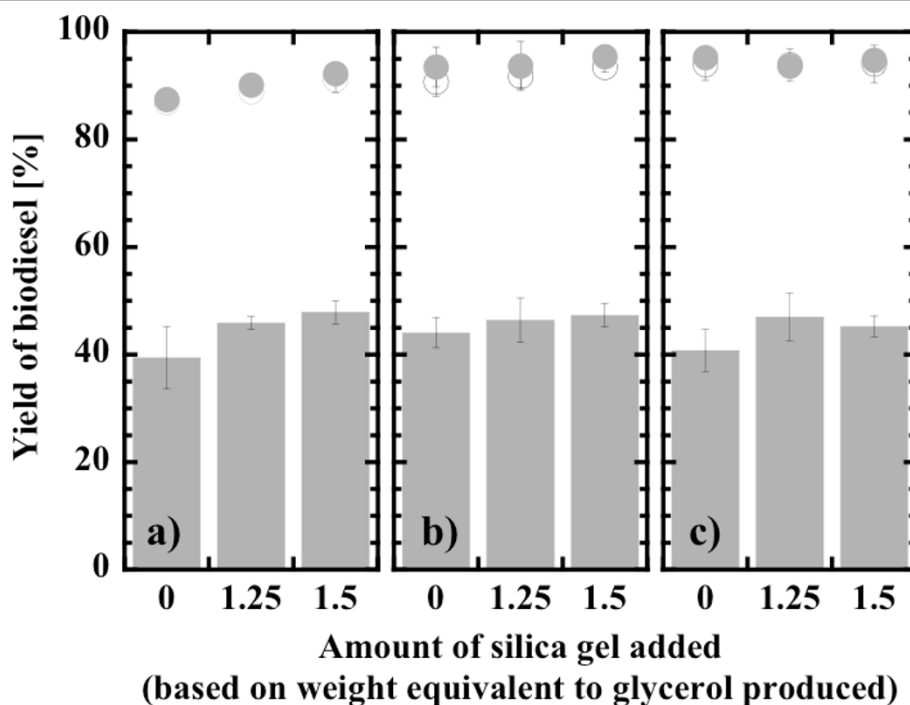 Yield of biodiesel [%]
100
80
60
40
20
0
a)
b)
c)
0 1.25 1.5 0 1.25 1.5 0 1.25 1.5
Amount of silica gel added
(based on weight equivalent to glycerol produced)